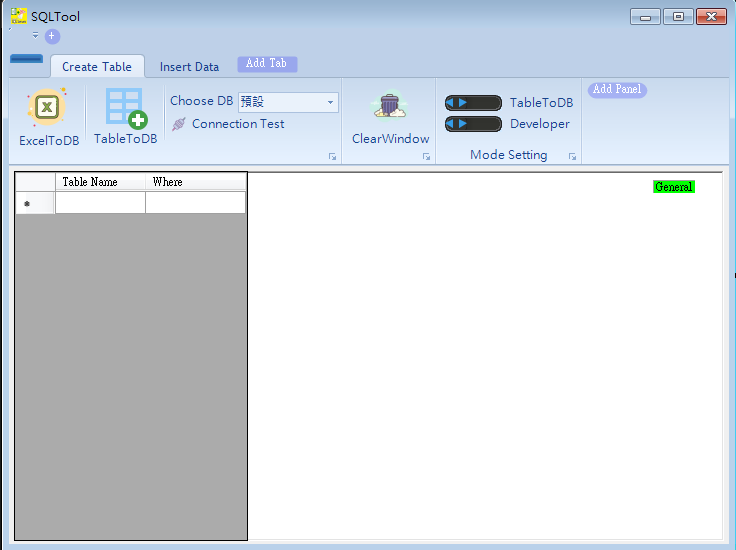 SQLTool
Create Table
Insert Data
Add Tab
ExcelToDB
TableToDB
Choose DB 預設
Connection Test
ClearWindow
TableToDB
Developer
Mode Setting
Add Panel
Table Name Where
General